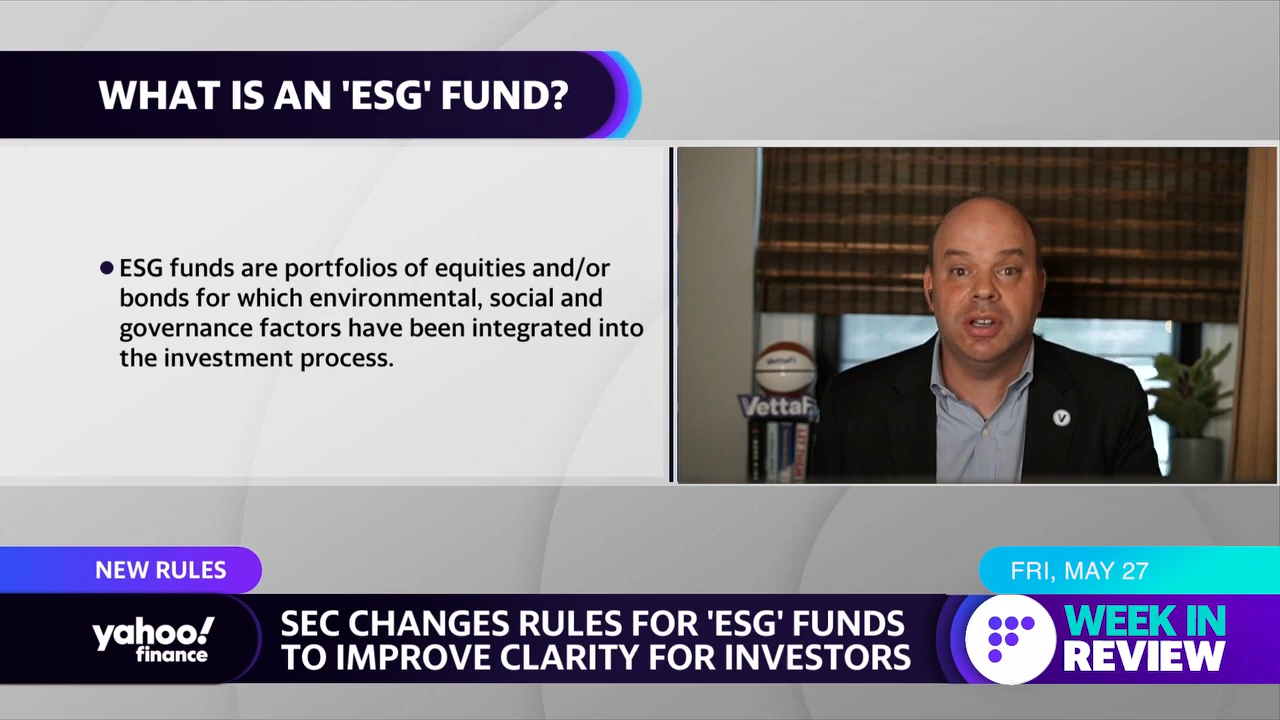 WHAT IS AN 'ESG' FUND?
● ESG funds are portfolios of equities and/or
bonds for which environmental, social and
governance factors have been integrated into
the investment process.
VettaFi
VettaF
V
NEW RULES
FRI, MAY 27
yahoo!
finance
SEC CHANGES RULES FOR 'ESG' FUNDS
TO IMPROVE CLARITY FOR INVESTORS
WEEK IN
REVIEW